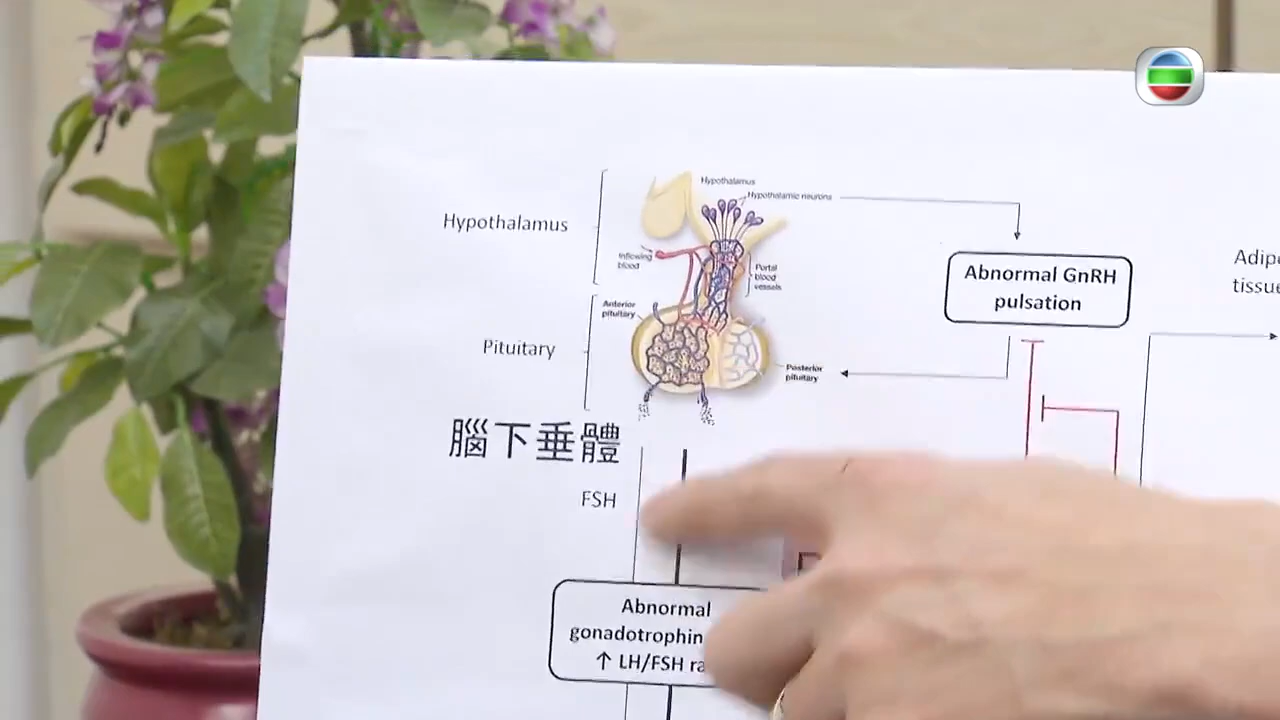 Hypothalamus
Hypothalamic neurons
Hypothalamus
Inflowing
blood
Portal
blood
vessels
Abnormal GnRH
pulsation
tissue
Anterior
pituitary
Pituitary
Posterior
pituitary
腦下垂體
FSH
Abnormal
gonadotrophin
↑ LH/FSH